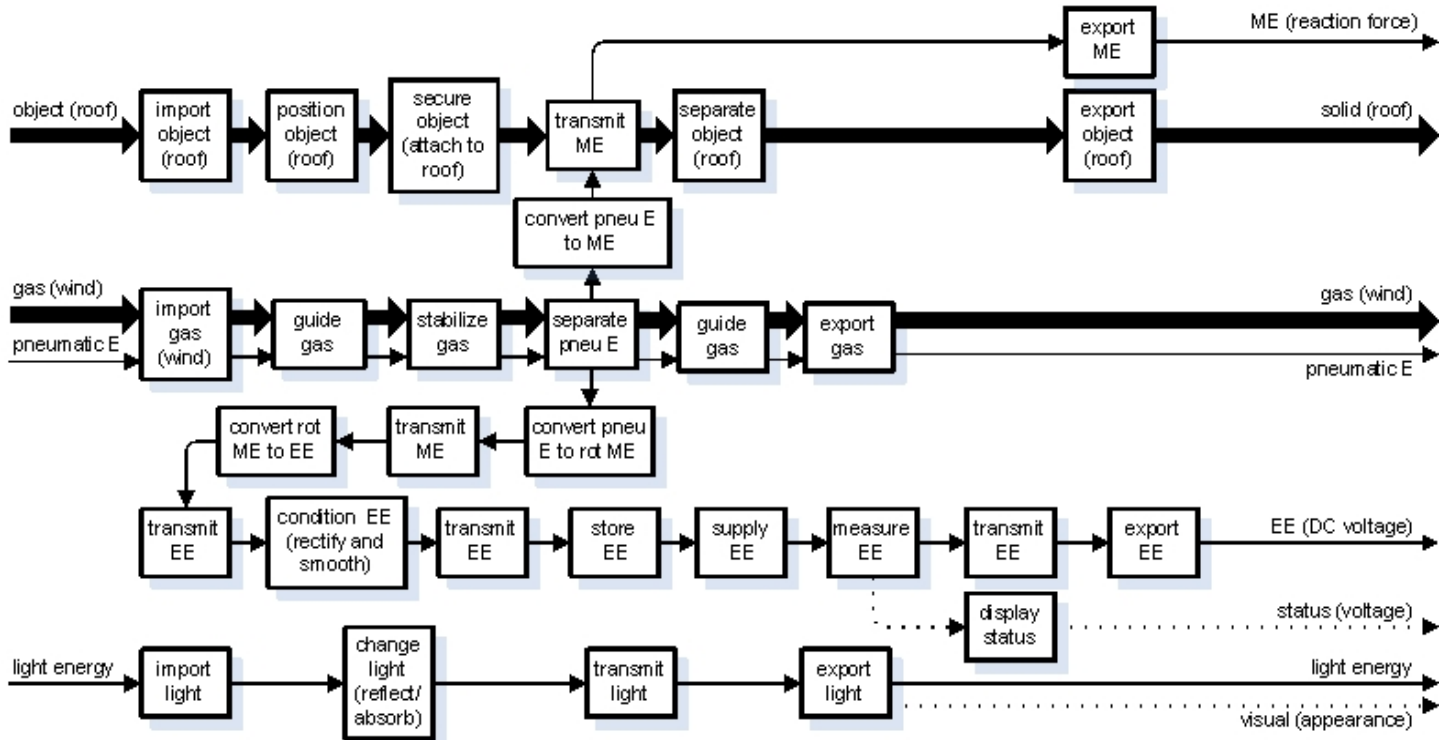 ME (reaction force)
export
ME
object (roof)
import
object
(roof)
position
object
(roof)
secure
object
(attach to
roof)
transmit
ME
separate
object
(roof)
export
object
(roof)
solid (roof)
convert pneu E
to ME
gas (wind)
pneumatic E
import
gas
(wind)
guide
gas
stabilize
gas
separate
pneu E
guide
gas
export
gas
gas (wind)
pneumatic E
convert rot
ME to EE
transmit
ME
convert pneu
E to rot ME
transmit
EE
condition EE
(rectify and
smooth)
transmit
EE
store
EE
supply
EE
measure
EE
transmit
EE
export
EE
EE (DC voltage)
display
status
status (voltage)
light energy
import
light
change
light
(reflect/
absorb)
transmit
light
export
light
light energy
visual (appearance)